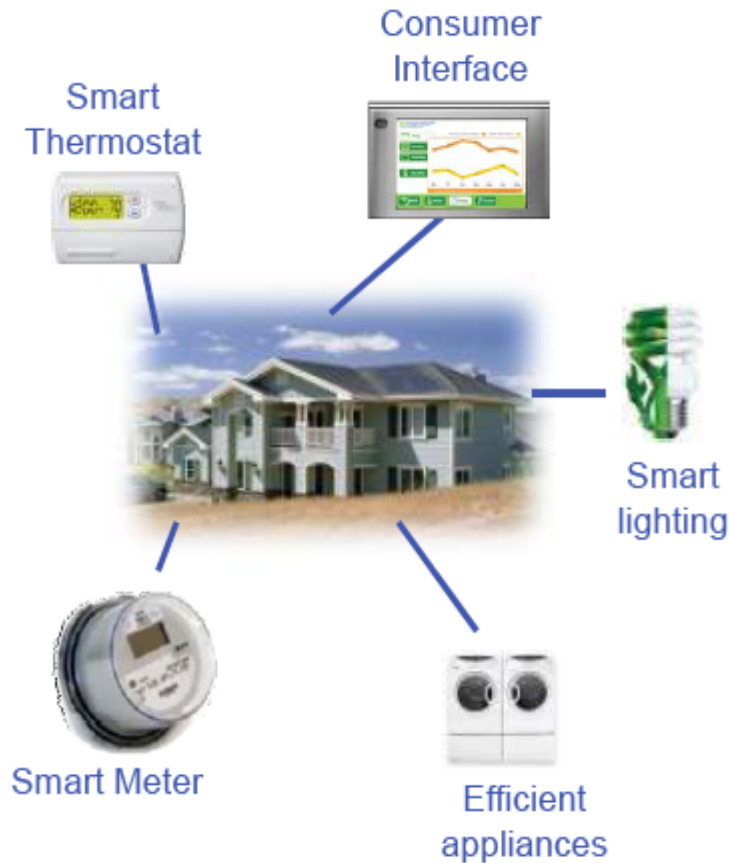 Consumer
Interface
Smart
Thermostat
Smart
lighting
Smart Meter
Efficient
appliances